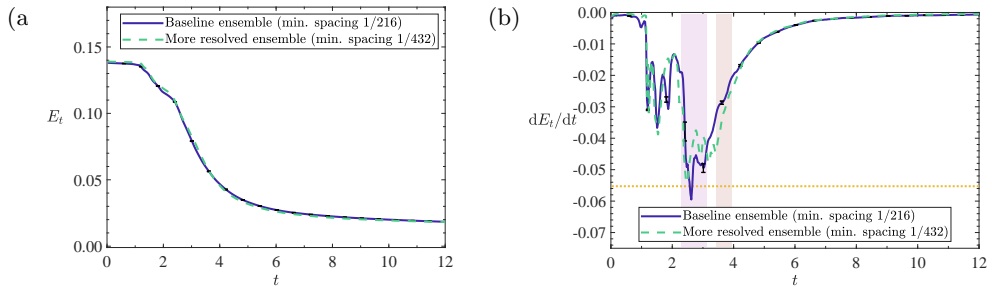 (a)
Baseline ensemble (min. spacing 1/216)
More resolved ensemble (min. spacing 1/432)
0.15
0.10
E_t
0.05
0.00
0 2 4 6 8 10 12
t
(b)
0.00
-0.01
-0.02
-0.03
dE_t/dt
-0.04
-0.05
-0.06
-0.07
Baseline ensemble (min. spacing 1/216)
More resolved ensemble (min. spacing 1/432)
0 2 4 6 8 10 12
t